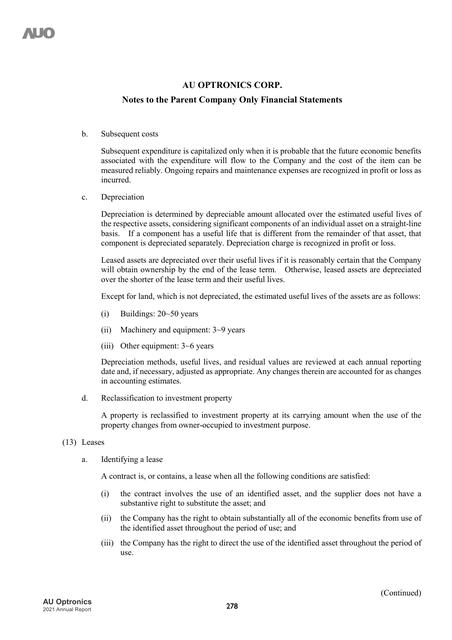 AUO
AU OPTRONICS CORP.
Notes to the Parent Company Only Financial Statements
b. Subsequent costs
Subsequent expenditure is capitalized only when it is probable that the future economic benefits
associated with the expenditure will flow to the Company and the cost of the item can be
measured reliably. Ongoing repairs and maintenance expenses are recognized in profit or loss as
incurred.
c. Depreciation
Depreciation is determined by depreciable amount allocated over the estimated useful lives of
the respective assets, considering significant components of an individual asset on a straight-line
basis. If a component has a useful life that is different from the remainder of that asset, that
component is depreciated separately. Depreciation charge is recognized in profit or loss.
Leased assets are depreciated over their useful lives if it is reasonably certain that the Company
will obtain ownership by the end of the lease term. Otherwise, leased assets are depreciated
over the shorter of the lease term and their useful lives.
Except for land, which is not depreciated, the estimated useful lives of the assets are as follows:
(i) Buildings: 20~50 years
(ii) Machinery and equipment: 3~9 years
(iii) Other equipment: 3~6 years
Depreciation methods, useful lives, and residual values are reviewed at each annual reporting
date and, if necessary, adjusted as appropriate. Any changes therein are accounted for as changes
in accounting estimates.
d. Reclassification to investment property
A property is reclassified to investment property at its carrying amount when the use of the
property changes from owner-occupied to investment purpose.
(13) Leases
a. Identifying a lease
A contract is, or contains, a lease when all the following conditions are satisfied:
(i) the contract involves the use of an identified asset, and the supplier does not have a
substantive right to substitute the asset; and
(ii) the Company has the right to obtain substantially all of the economic benefits from use of
the identified asset throughout the period of use; and
(iii) the Company has the right to direct the use of the identified asset throughout the period of
use.
(Continued)
AU Optronics
2021 Annual Report
278